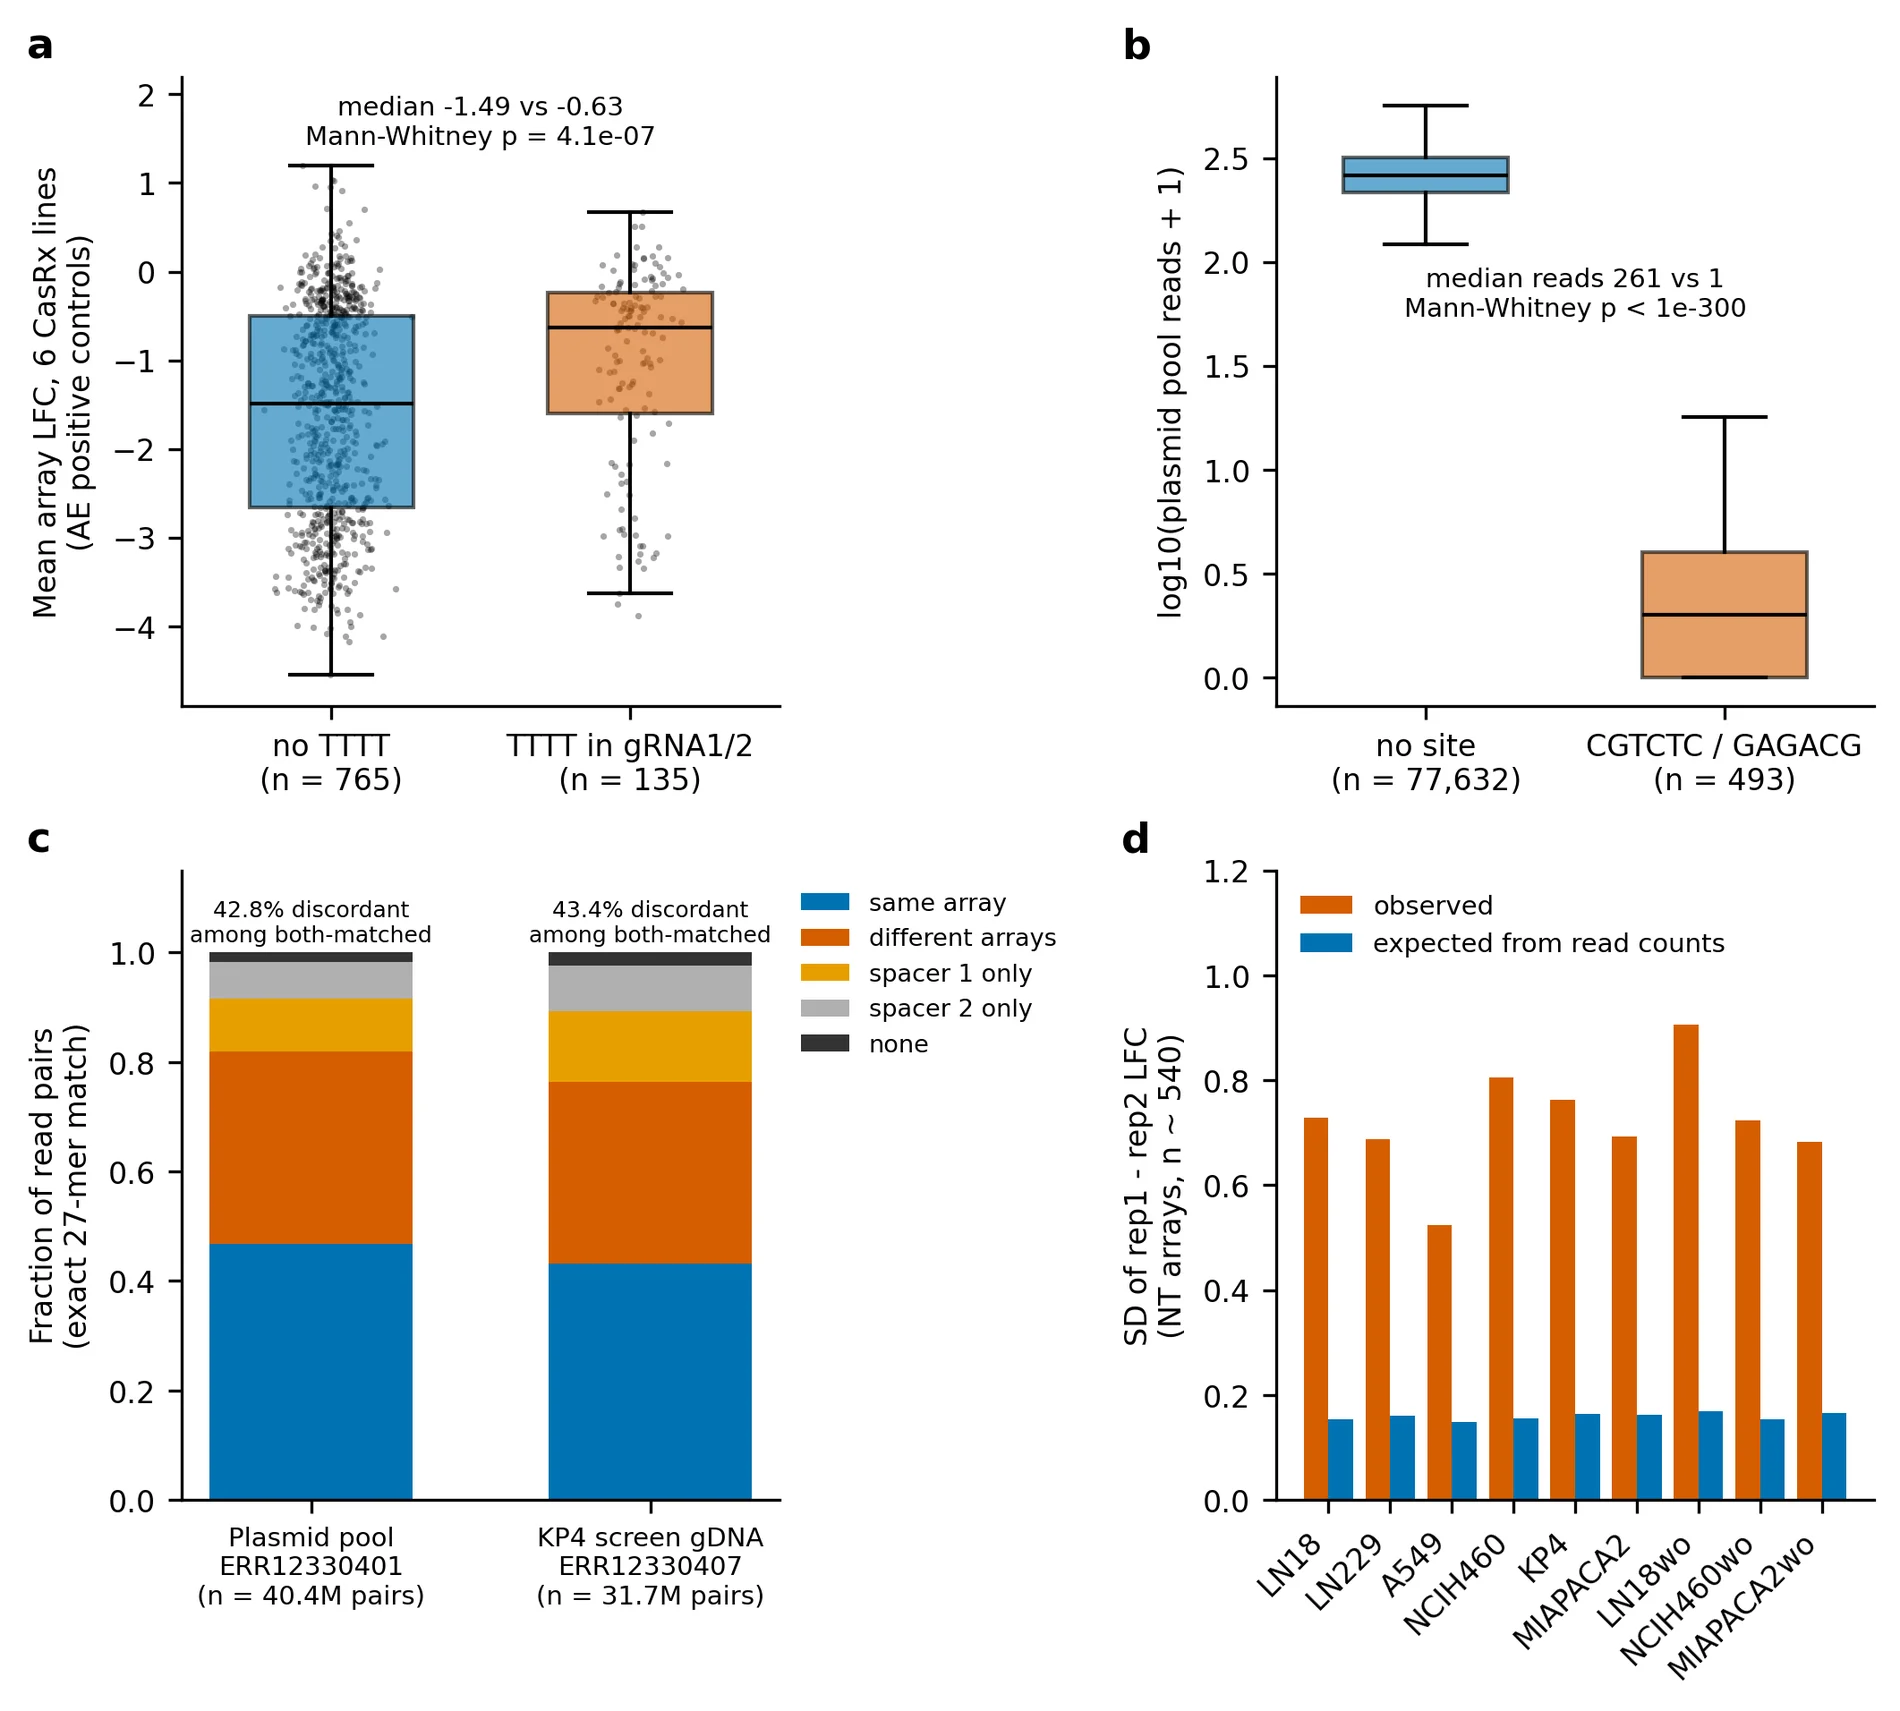 a
median -1.49 vs -0.63
Mann-Whitney p = 4.1e-07
Mean array LFC, 6 CasRx lines
(AE positive controls)
2
1
0
−1
−2
−3
−4
no TTTT
(n = 765)
TTTT in gRNA1/2
(n = 135)
b
median reads 261 vs 1
Mann-Whitney p < 1e-300
log10(plasmid pool reads + 1)
2.5
2.0
1.5
1.0
0.5
0.0
no site
(n = 77,632)
CGTCTC / GAGACG
(n = 493)
c
42.8% discordant
among both-matched
43.4% discordant
among both-matched
Fraction of read pairs
(exact 27-mer match)
1.0
0.8
0.6
0.4
0.2
0.0
Plasmid pool
ERR12330401
(n = 40.4M pairs)
KP4 screen gDNA
ERR12330407
(n = 31.7M pairs)
same array
different arrays
spacer 1 only
spacer 2 only
none
d
observed
expected from read counts
SD of rep1 - rep2 LFC
(NT arrays, n ~ 540)
1.2
1.0
0.8
0.6
0.4
0.2
0.0
LN18
LN229
A549
NCIH460
KP4
MIAPACA2
LN18wo
NCIH460wo
MIAPACA2wo